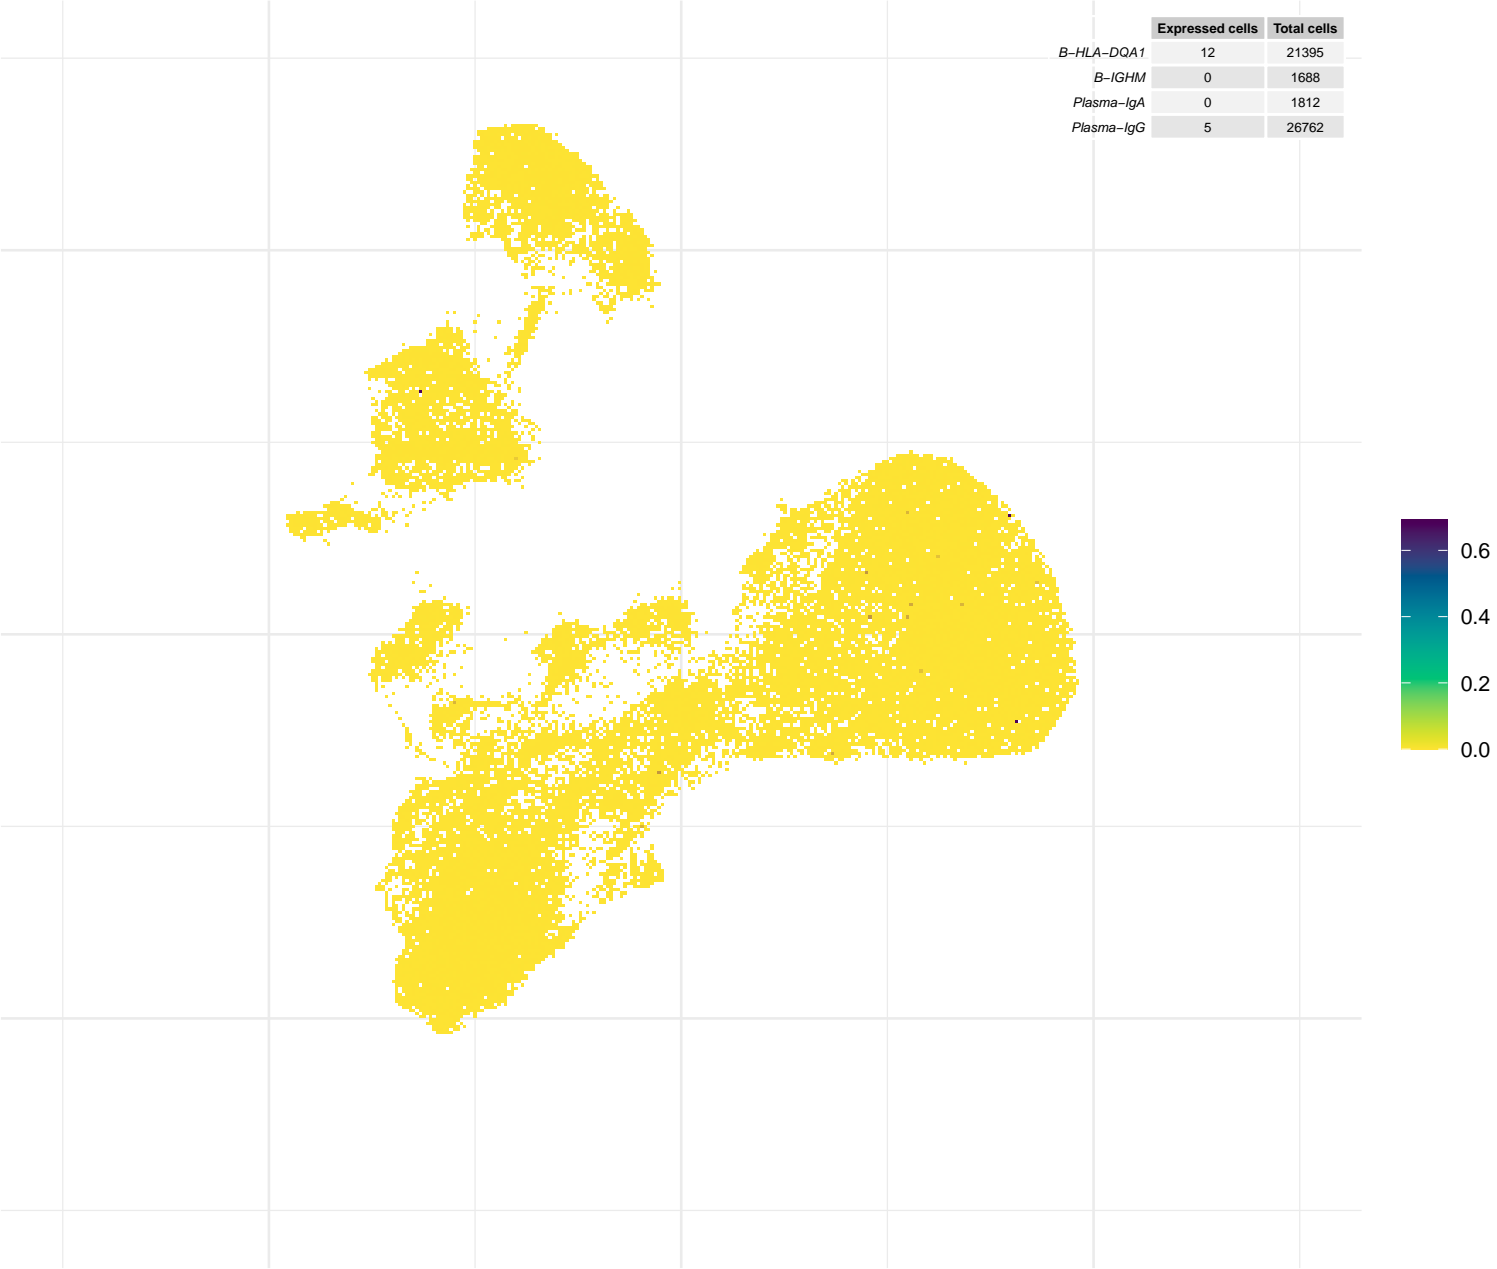 Expressed cells Total cells
B−HLA−DQA1 12 21395
B−IGHM 0 1688
Plasma−IgA 0 1812
Plasma−IgG 5 26762
0.6
0.4
0.2
0.0